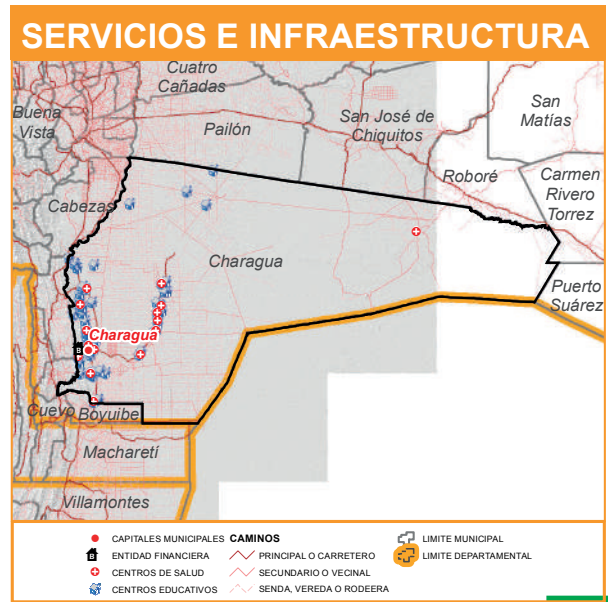 SERVICIOS E INFRAESTRUCTURA
Cuatro
Cañadas
Buena
Vista
Pailón
San José de
Chiquitos
San
Matías
Roboré
Carmen
Rivero
Torrez
Cabezas
Charagua
Puerto
Suárez
Charagua
B
Cuevo
Boyuibe
Macharetí
Villamontes
CAPITALES MUNICIPALES
ENTIDAD FINANCIERA
CENTROS DE SALUD
CENTROS EDUCATIVOS
CAMINOS
PRINCIPAL O CARRETERO
SECUNDARIO O VECINAL
SENDA, VEREDA O RODEERA
LIMITE MUNICIPAL
LIMITE DEPARTAMENTAL